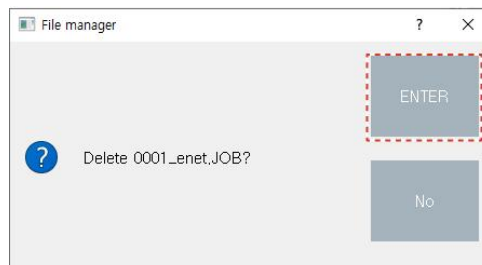 File manager
?
ENTER
?
Delete 0001_enet.JOB?
No